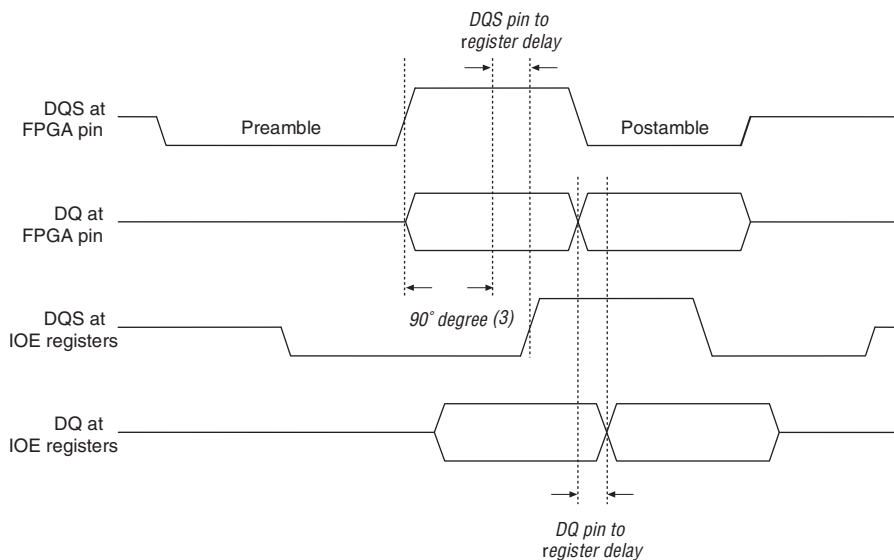 DQS pin to
register delay
DQS at
FPGA pin
Preamble
Postamble
DQ at
FPGA pin
90° degree (3)
DQS at
IOE registers
DQ at
IOE registers
DQ pin to
register delay